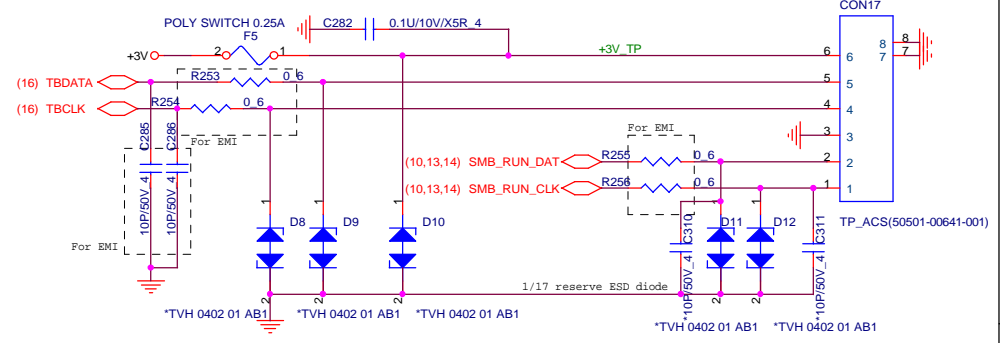 CON17
POLY SWITCH 0.25A
F5
C282
0.1U/10V/X5R_4
+3V
2
1
+3V_TP
6
6
8
8
7
7
(16) TBDATA
R253
0_6
5
5
(16) TBCLK
R254
0_6
4
4
C285
C286
For EMI
3
3
For EMI
(10,13,14) SMB_RUN_DAT
R255
0_6
2
2
(10,13,14) SMB_RUN_CLK
R256
0_6
1
1
10P/50V_4
10P/50V_4
For EMI
1
D8
1
D9
1
D10
C310
1
D11
1
D12
C311
TP_ACS(50501-00641-001)
*10P/50V_4
*10P/50V_4
1/17 reserve ESD diode
2
2
2
2
2
*TVH 0402 01 AB1
*TVH 0402 01 AB1
*TVH 0402 01 AB1
*TVH 0402 01 AB1
*TVH 0402 01 AB1